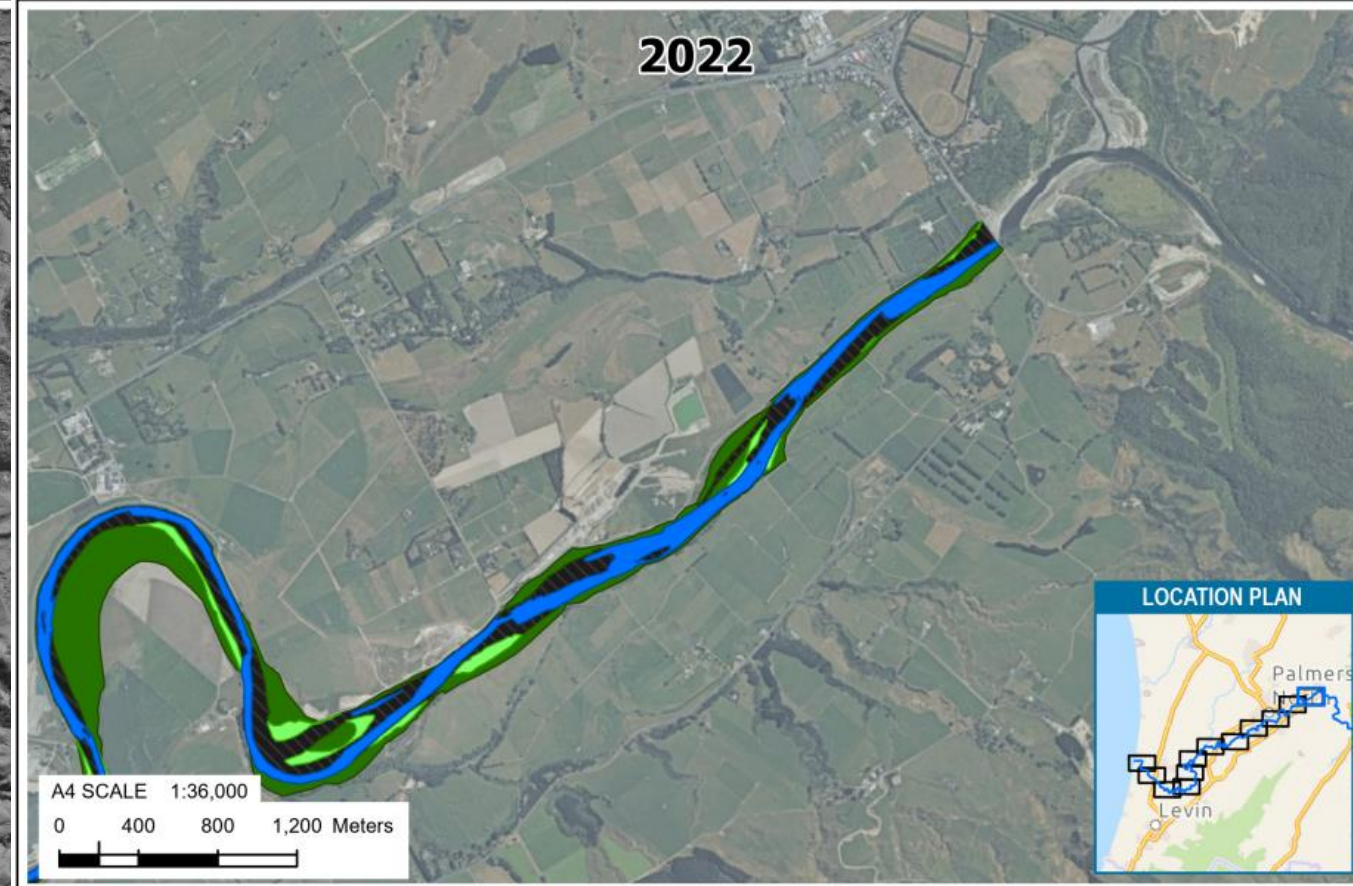 2022
LOCATION PLAN
Palmers
Levin
A4 SCALE 1:36,000
0 400 800 1,200 Meters